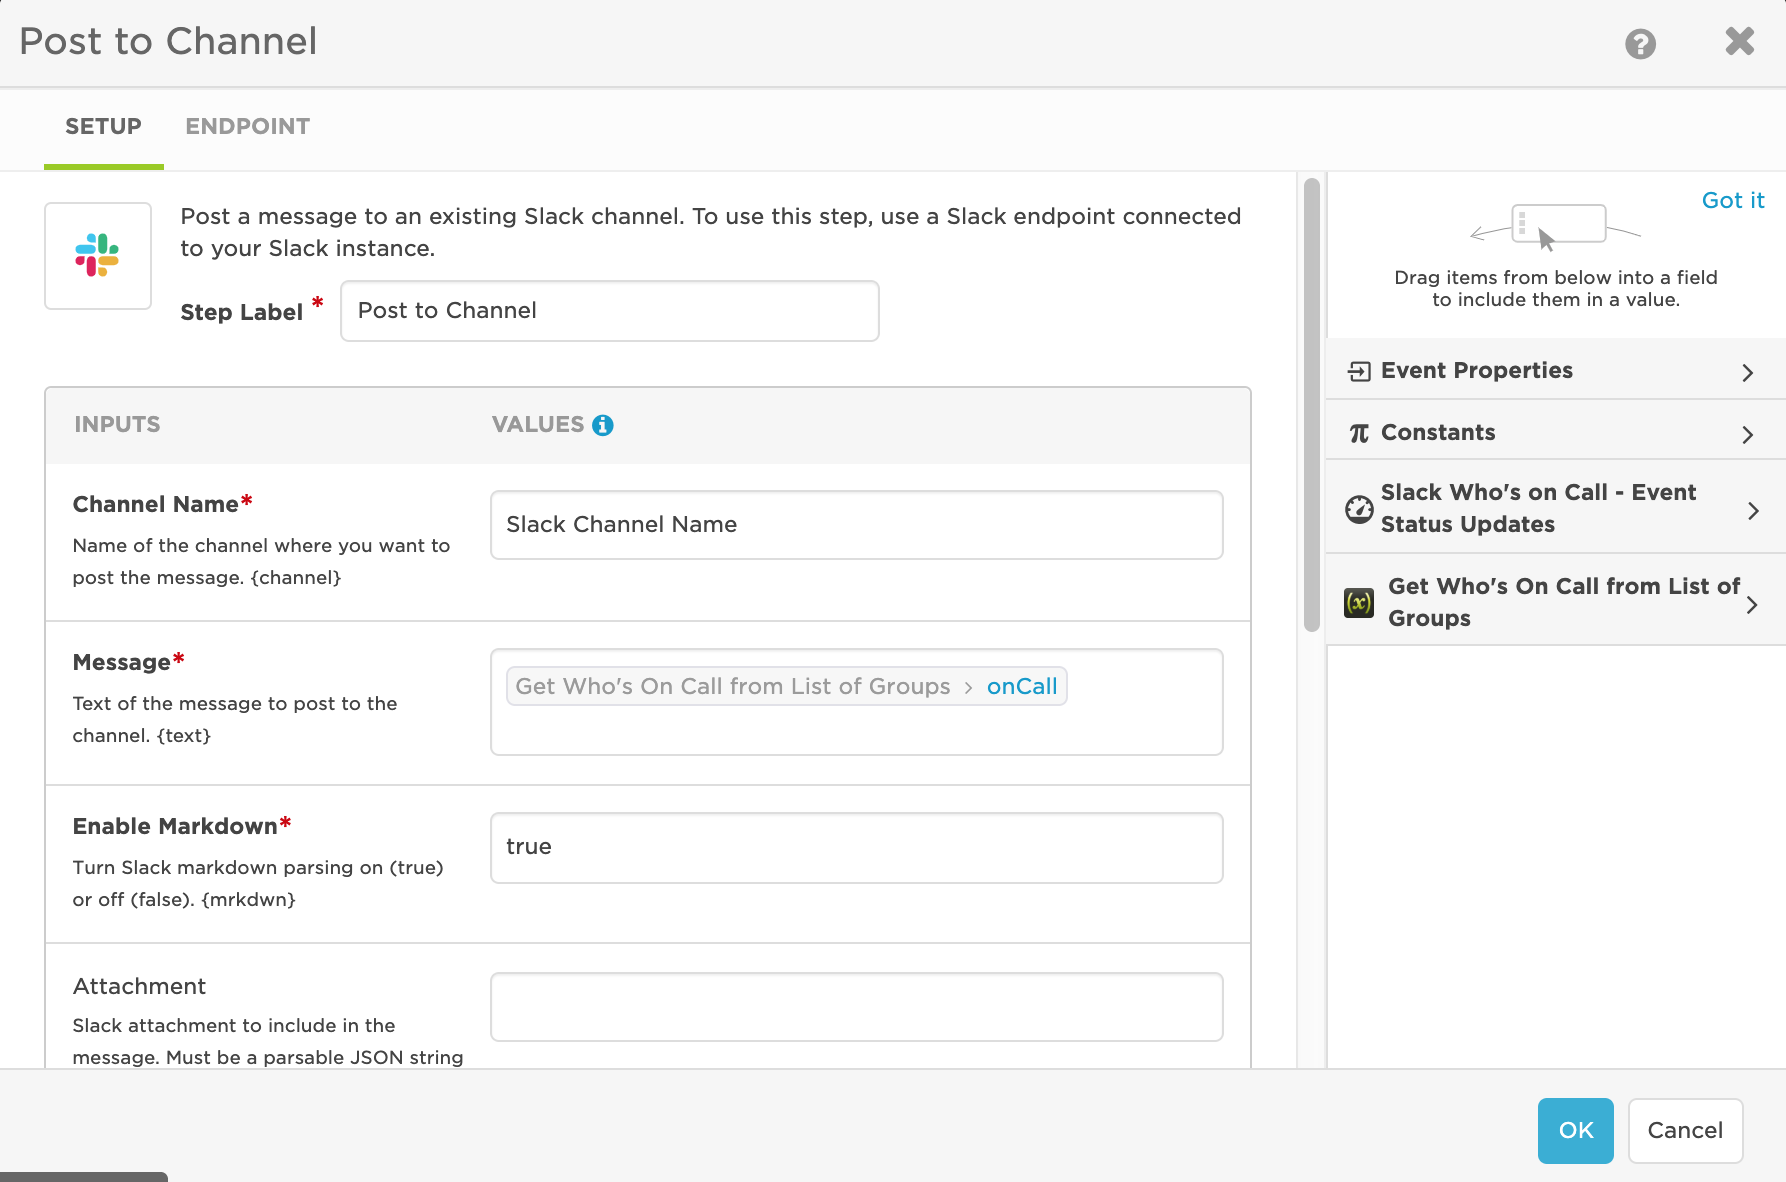 Post to Channel
SETUP
ENDPOINT
Post a message to an existing Slack channel. To use this step, use a Slack endpoint connected
to your Slack instance.
Step Label *
Post to Channel
INPUTS
VALUES
Channel Name*
Name of the channel where you want to
post the message. {channel}
Slack Channel Name
Message*
Text of the message to post to the
channel. {text}
Get Who's On Call from List of Groups > onCall
Enable Markdown*
Turn Slack markdown parsing on (true)
or off (false). {mrkdwn}
true
Attachment
Slack attachment to include in the
message. Must be a parsable JSON string
Got it
Drag items from below into a field
to include them in a value.
Event Properties
π Constants
Slack Who's on Call - Event
Status Updates
(x) Get Who's On Call from List of
Groups
OK
Cancel